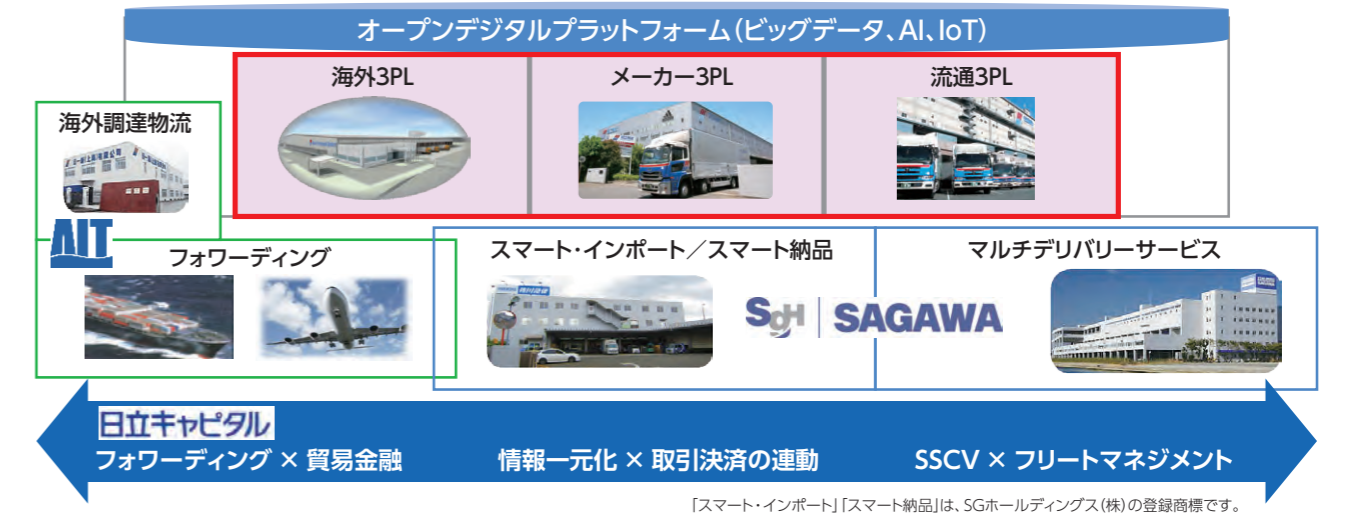 オープンデジタルプラットフォーム(ビッグデータ、AI、IoT)
海外3PL
メーカー3PL
流通3PL
海外調達物流
AIT
フォワーディング
スマート・インポート/スマート納品
マルチデリバリーサービス
SGH SAGAWA
日立キャピタル
フォワーディング × 貿易金融
情報一元化 × 取引決済の連動
SSCV × フリートマネジメント
「スマート・インポート」「スマート納品」は、SGホールディングス(株)の登録商標です。